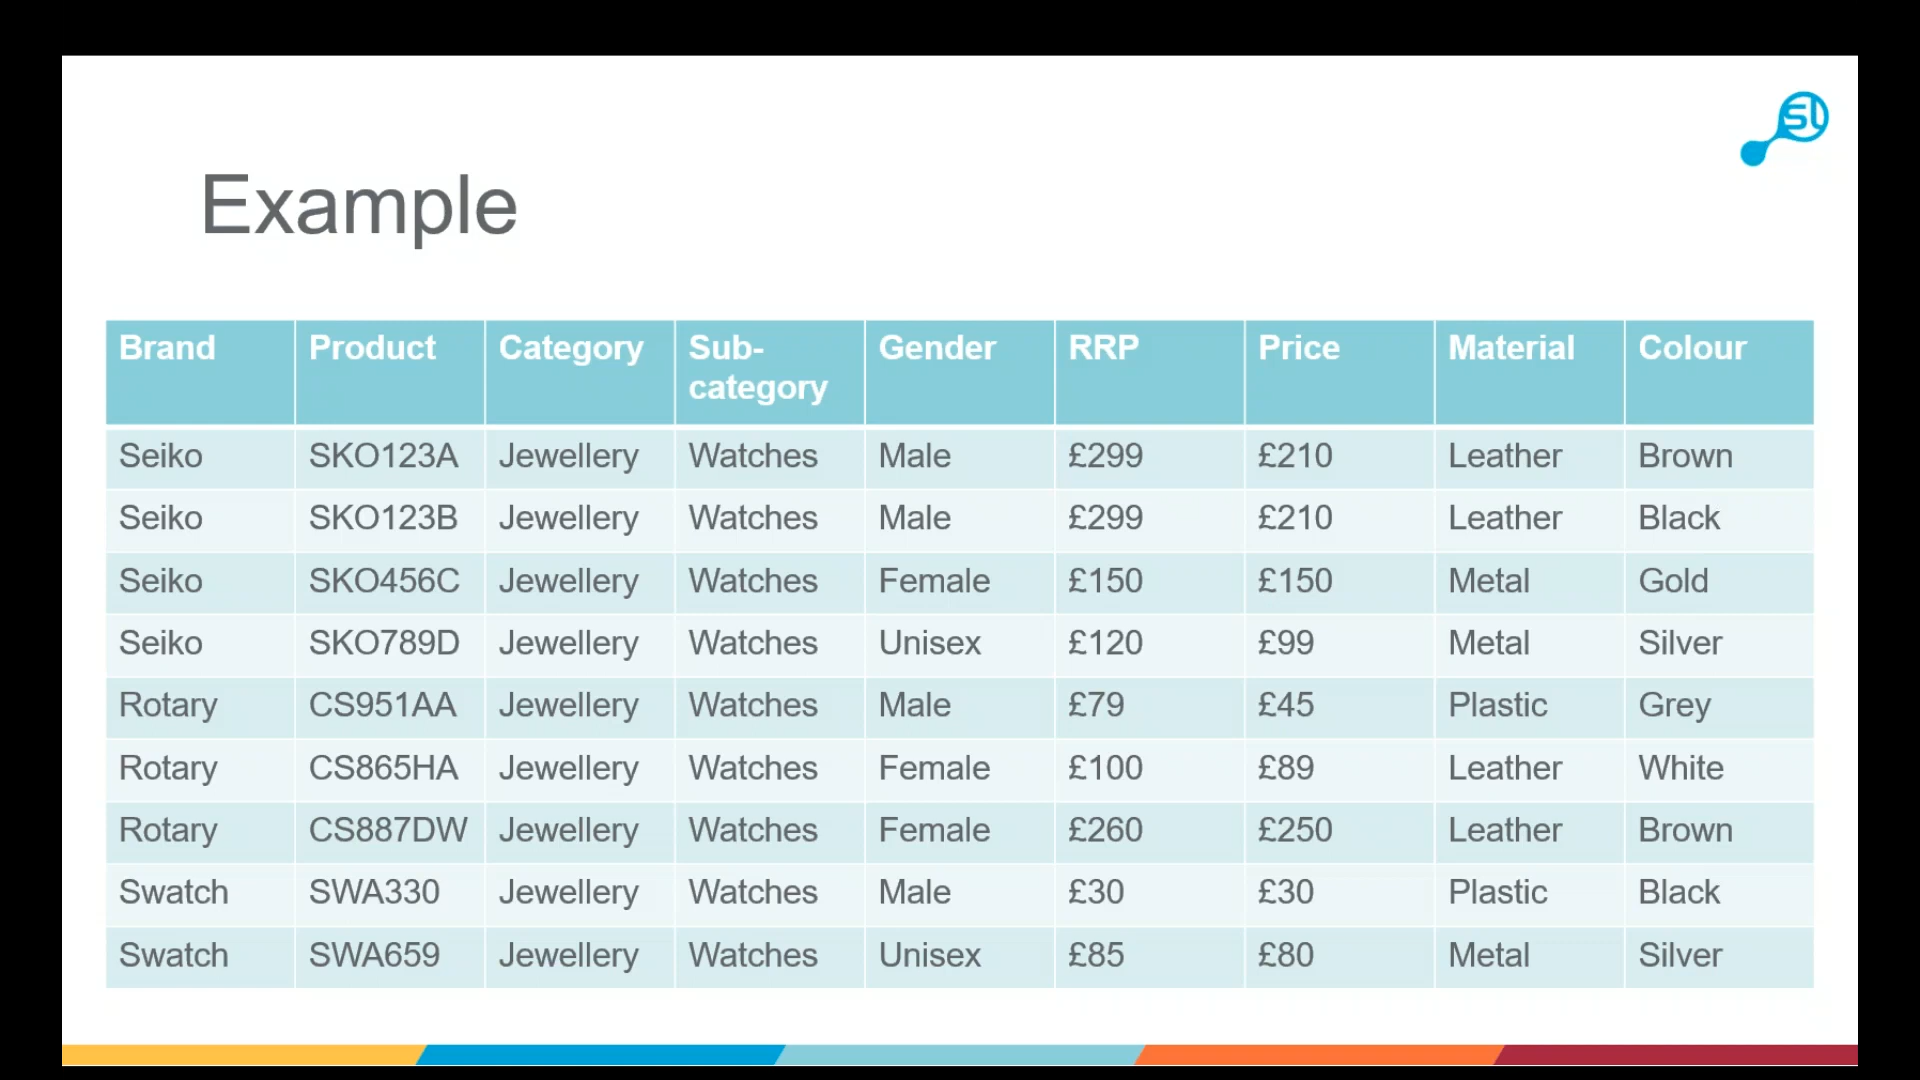 SL
Example
Brand Product Category Sub-category Gender RRP Price Material Colour
Seiko SKO123A Jewellery Watches Male £299 £210 Leather Brown
Seiko SKO123B Jewellery Watches Male £299 £210 Leather Black
Seiko SKO456C Jewellery Watches Female £150 £150 Metal Gold
Seiko SKO789D Jewellery Watches Unisex £120 £99 Metal Silver
Rotary CS951AA Jewellery Watches Male £79 £45 Plastic Grey
Rotary CS865HA Jewellery Watches Female £100 £89 Leather White
Rotary CS887DW Jewellery Watches Female £260 £250 Leather Brown
Swatch SWA330 Jewellery Watches Male £30 £30 Plastic Black
Swatch SWA659 Jewellery Watches Unisex £85 £80 Metal Silver